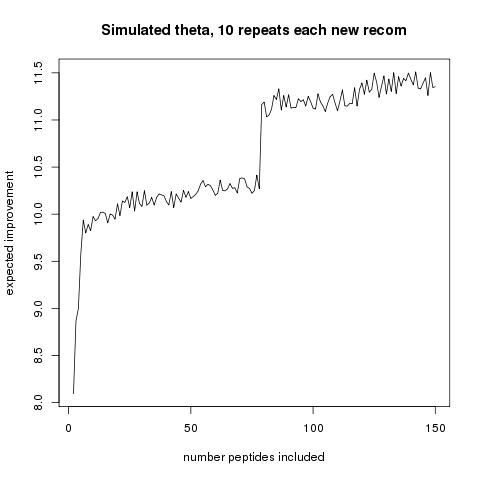 Simulated theta, 10 repeats each new recom
expected improvement
11.5
11.0
10.5
10.0
9.5
9.0
8.5
8.0
0 50 100 150
number peptides included